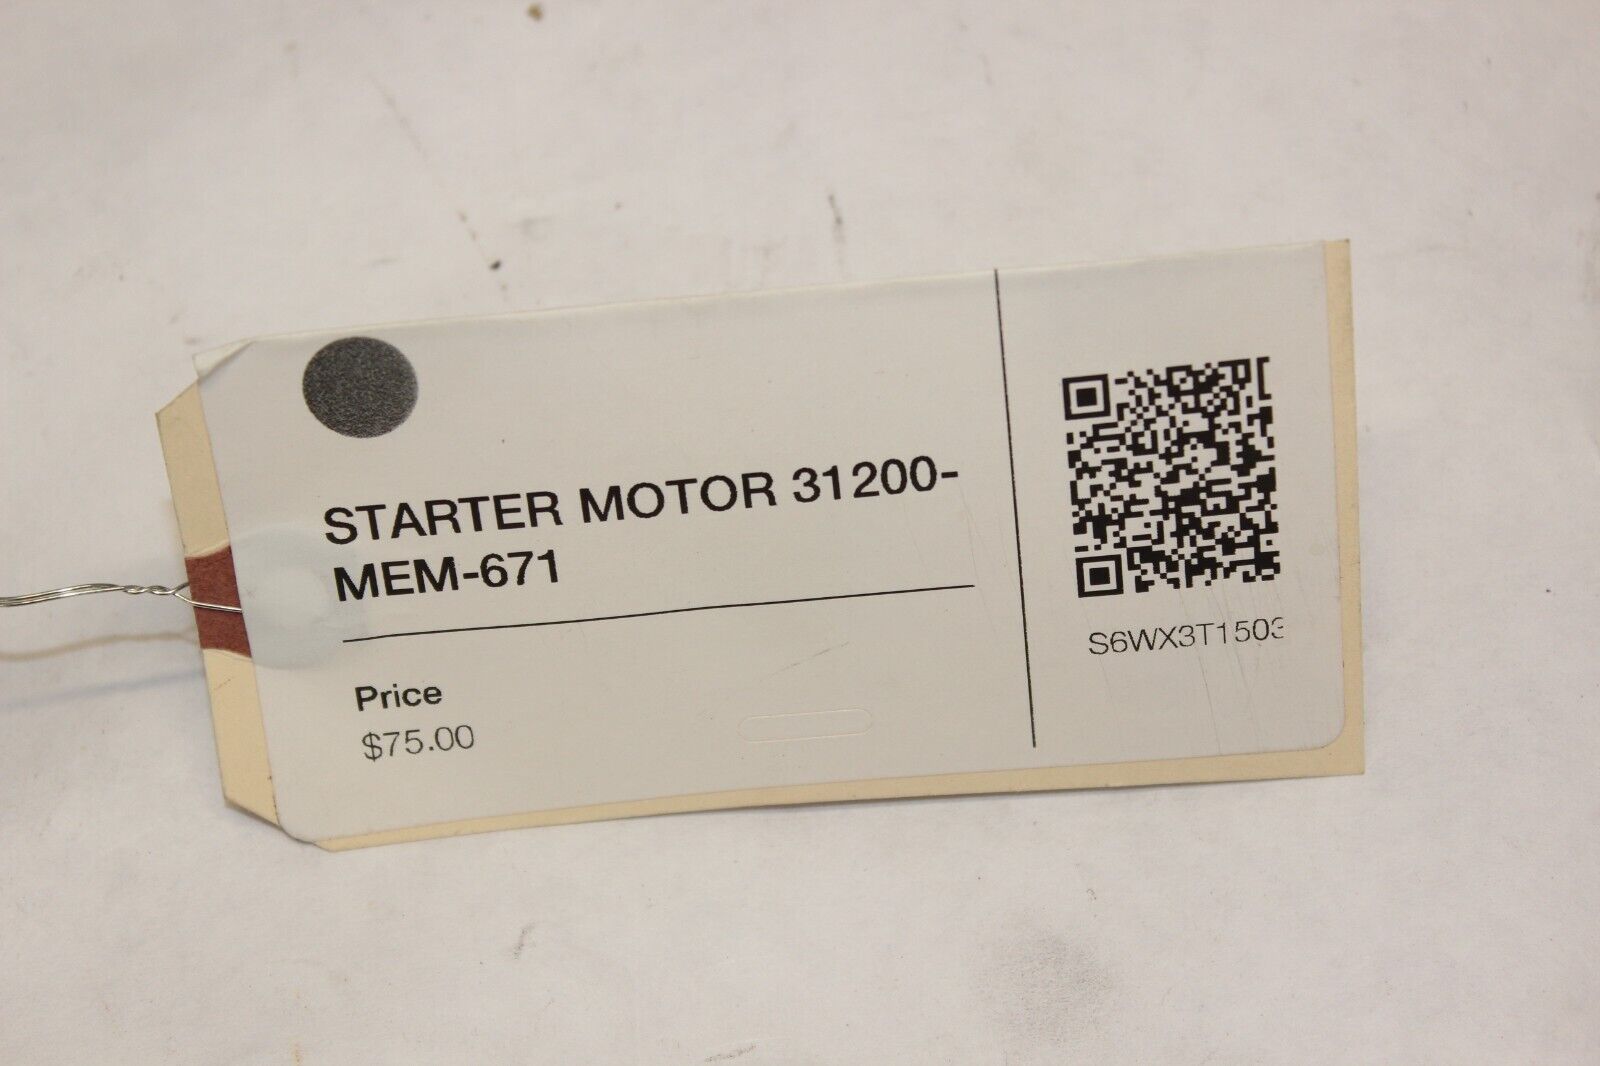 STARTER MOTOR 31200-
MEM-671
Price
$75.00
S6WX3T1503